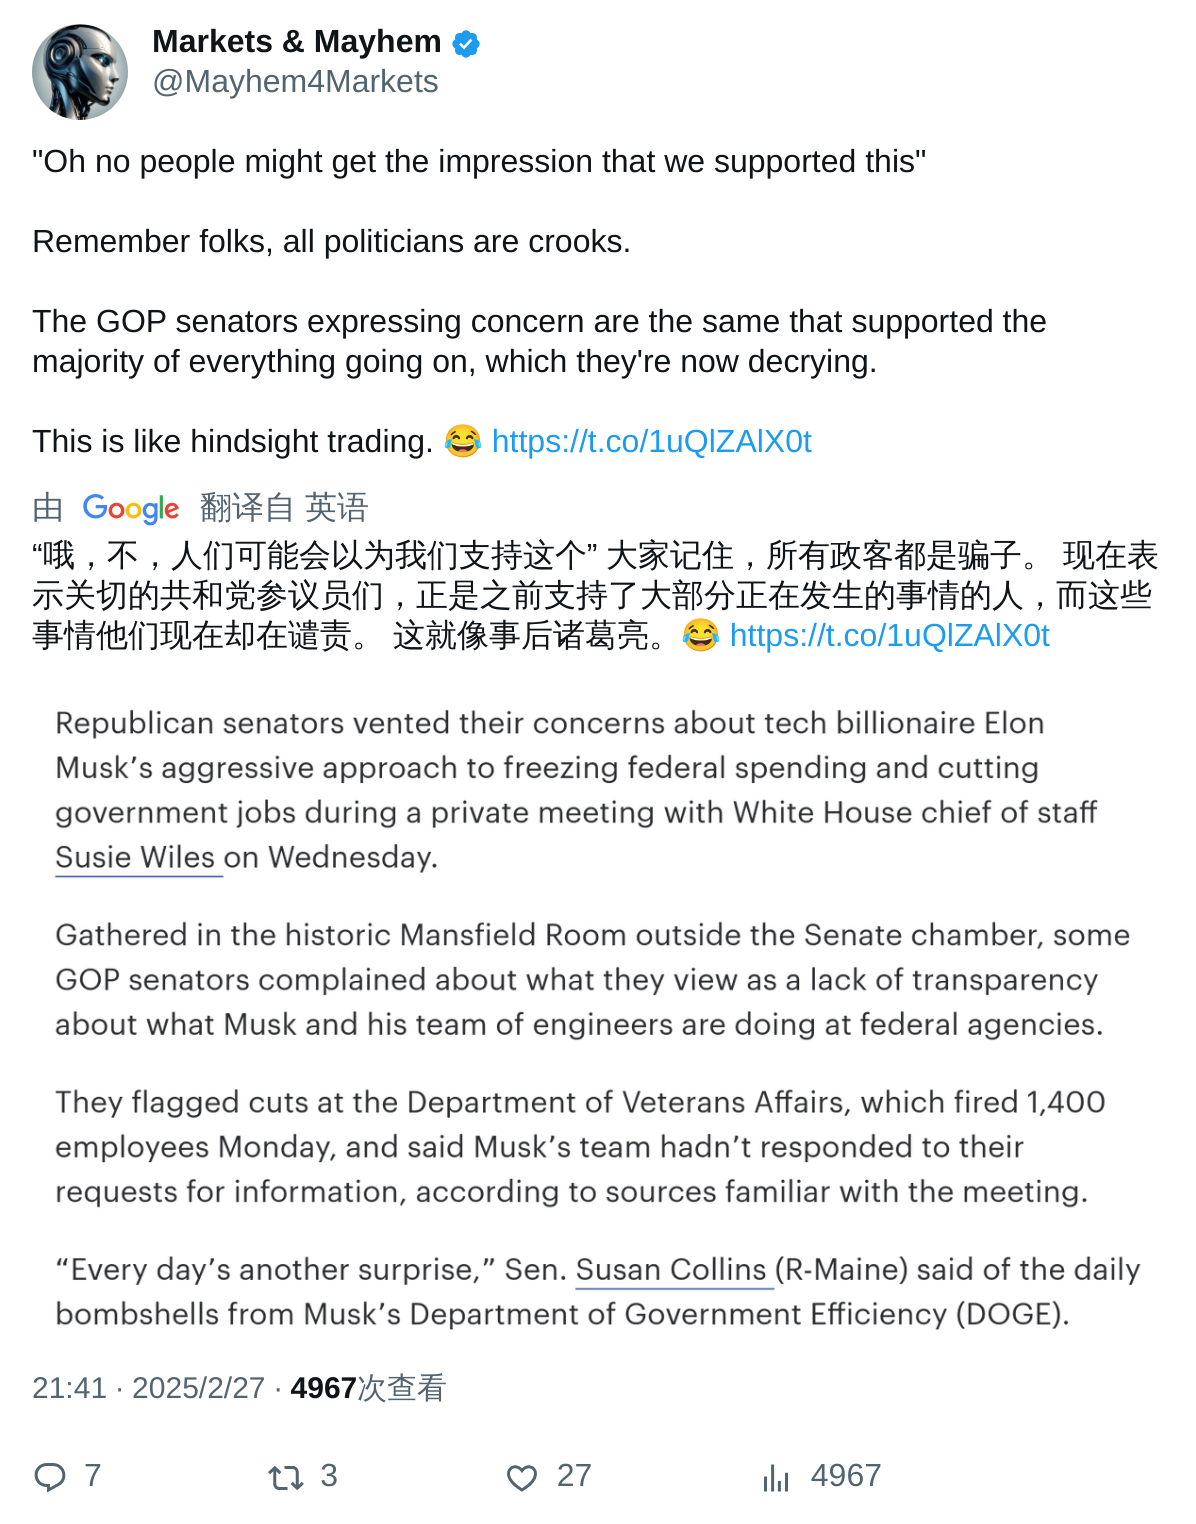 Markets & Mayhem
@Mayhem4Markets
"Oh no people might get the impression that we supported this"
Remember folks, all politicians are crooks.
The GOP senators expressing concern are the same that supported the
majority of everything going on, which they're now decrying.
This is like hindsight trading. 😂 https://t.co/1uQlZAlX0t
由 Google 翻译自 英语
“哦，不，人们可能会以为我们支持这个” 大家记住，所有政客都是骗子。 现在表
示关切的共和党参议员们，正是之前支持了大部分正在发生的事情的人，而这些
事情他们现在却在谴责。 这就像事后诸葛亮。😂 https://t.co/1uQlZAlX0t
Republican senators vented their concerns about tech billionaire Elon
Musk’s aggressive approach to freezing federal spending and cutting
government jobs during a private meeting with White House chief of staff
Susie Wiles on Wednesday.
Gathered in the historic Mansfield Room outside the Senate chamber, some
GOP senators complained about what they view as a lack of transparency
about what Musk and his team of engineers are doing at federal agencies.
They flagged cuts at the Department of Veterans Affairs, which fired 1,400
employees Monday, and said Musk’s team hadn’t responded to their
requests for information, according to sources familiar with the meeting.
“Every day’s another surprise,” Sen. Susan Collins (R-Maine) said of the daily
bombshells from Musk’s Department of Government Efficiency (DOGE).
21:41 · 2025/2/27 · 4967次查看
7 3 27 4967